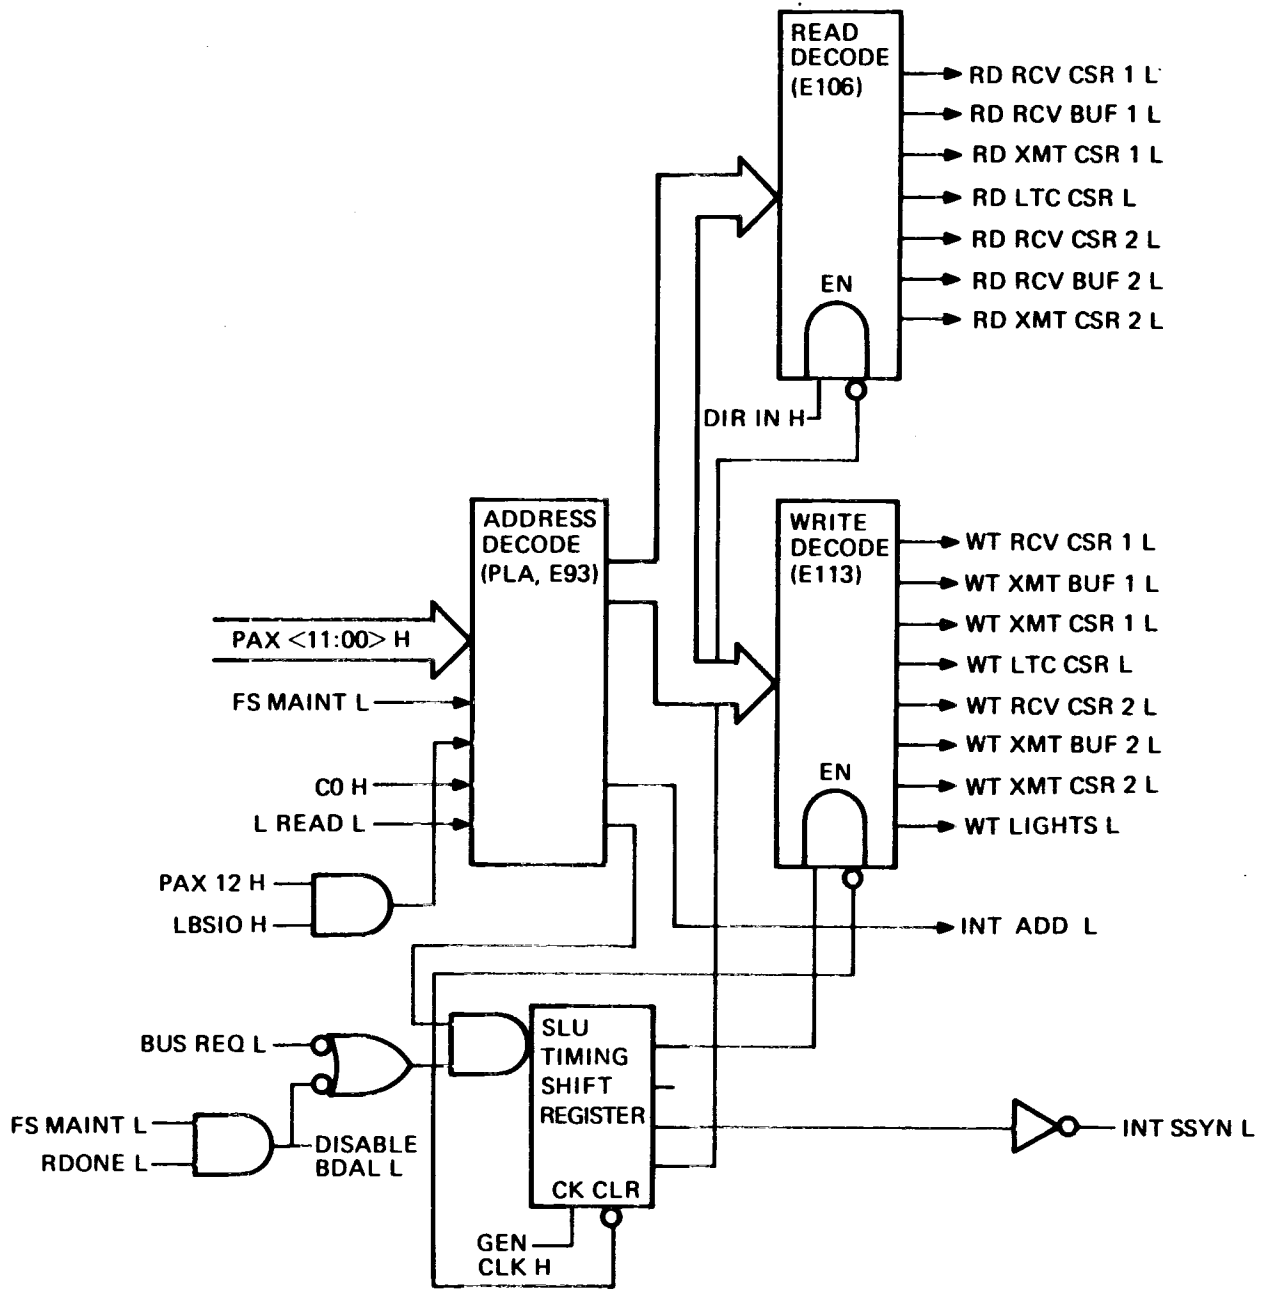 READ
DECODE
(E106)
RD RCV CSR 1 L
RD RCV BUF 1 L
RD XMT CSR 1 L
RD LTC CSR L
RD RCV CSR 2 L
RD RCV BUF 2 L
RD XMT CSR 2 L
EN
DIR IN H
ADDRESS
DECODE
(PLA, E93)
PAX <11:00> H
FS MAINT L
C0 H
L READ L
PAX 12 H
LBSIO H
WRITE
DECODE
(E113)
WT RCV CSR 1 L
WT XMT BUF 1 L
WT XMT CSR 1 L
WT LTC CSR L
WT RCV CSR 2 L
WT XMT BUF 2 L
WT XMT CSR 2 L
WT LIGHTS L
EN
INT ADD L
BUS REQ L
FS MAINT L
RDONE L
DISABLE
BDAL L
SLU
TIMING
SHIFT
REGISTER
CK CLR
GEN
CLK H
INT SSYN L